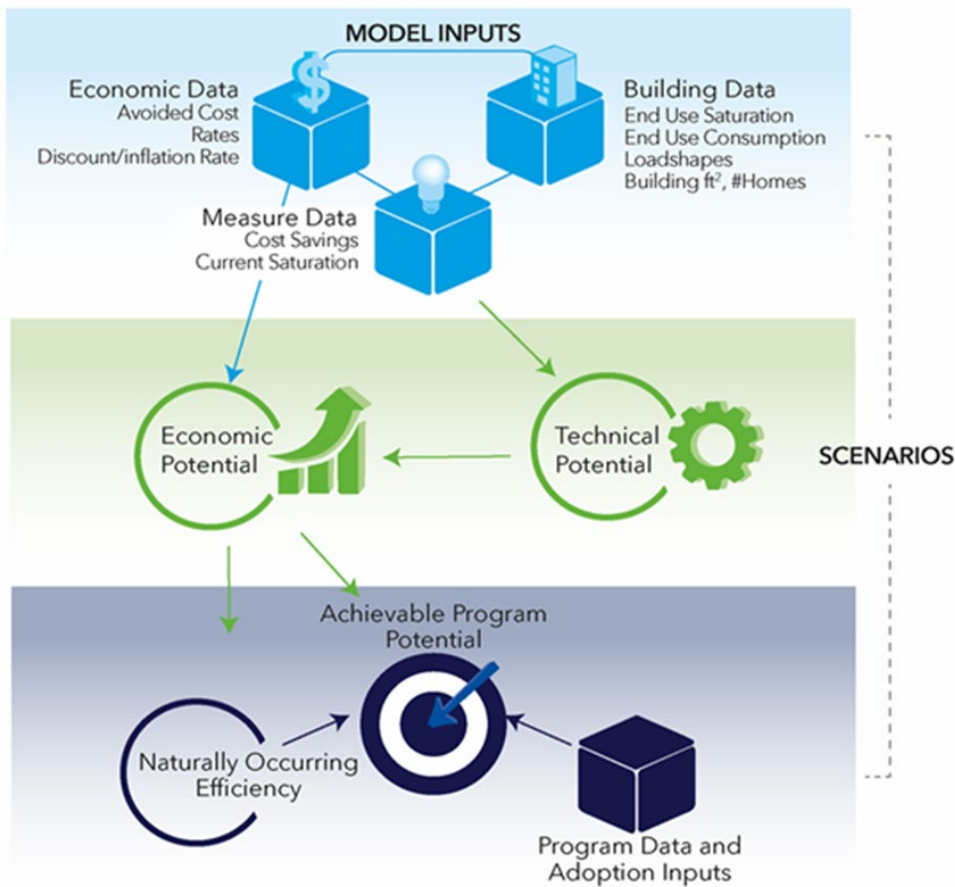 MODEL INPUTS
Economic Data
Avoided Cost
Rates
Discount/inflation Rate
Building Data
End Use Saturation
End Use Consumption
Loadshapes
Building ft², #Homes
Measure Data
Cost Savings
Current Saturation
Economic
Potential
Technical
Potential
SCENARIOS
Achievable Program
Potential
Naturally Occurring
Efficiency
Program Data and
Adoption Inputs